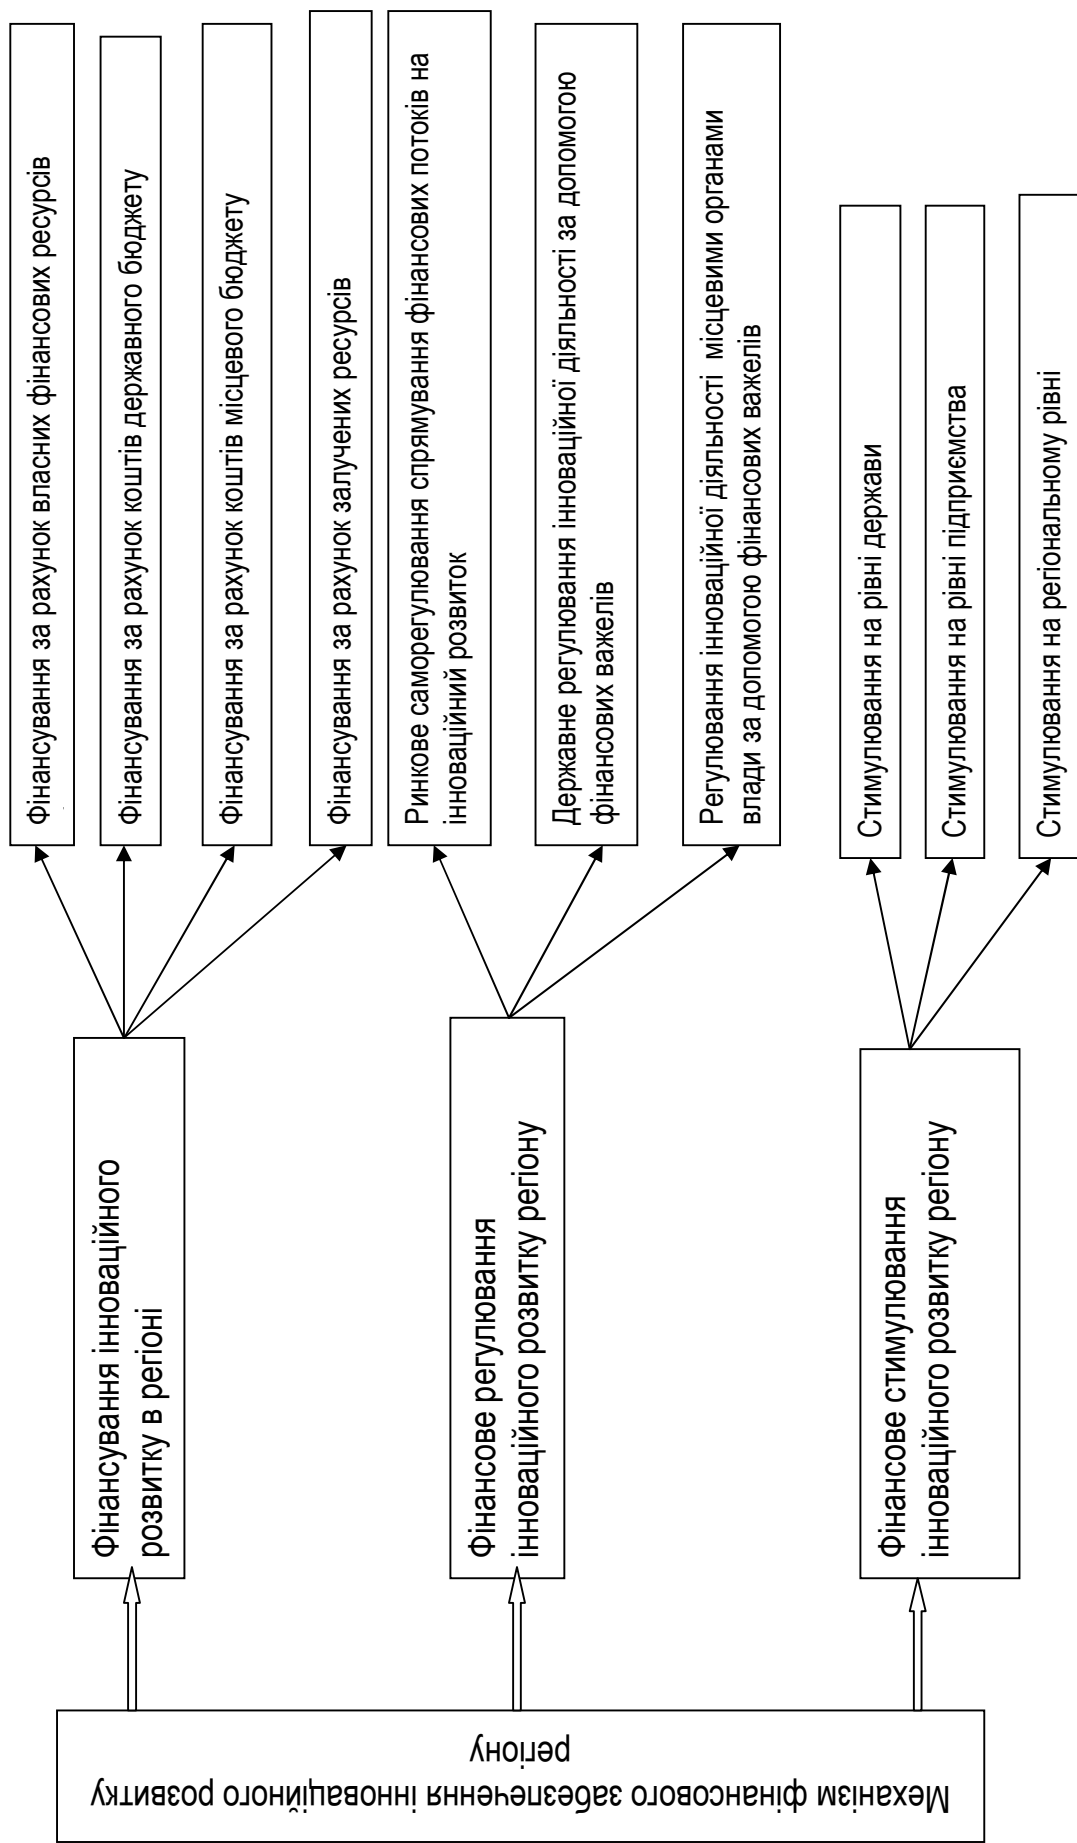 Механізм фінансового забезпечення інноваційного розвитку
регіону
Фінансування інноваційного
розвитку в регіоні
Фінансування за рахунок власних фінансових ресурсів
Фінансування за рахунок коштів державного бюджету
Фінансування за рахунок коштів місцевого бюджету
Фінансування за рахунок залучених ресурсів
Фінансове регулювання
інноваційного розвитку регіону
Ринкове саморегулювання спрямування фінансових потоків на
інноваційний розвиток
Державне регулювання інноваційної діяльності за допомогою
фінансових важелів
Регулювання інноваційної діяльності місцевими органами
влади за допомогою фінансових важелів
Фінансове стимулювання
інноваційного розвитку регіону
Стимулювання на рівні держави
Стимулювання на рівні підприємства
Стимулювання на регіональному рівні